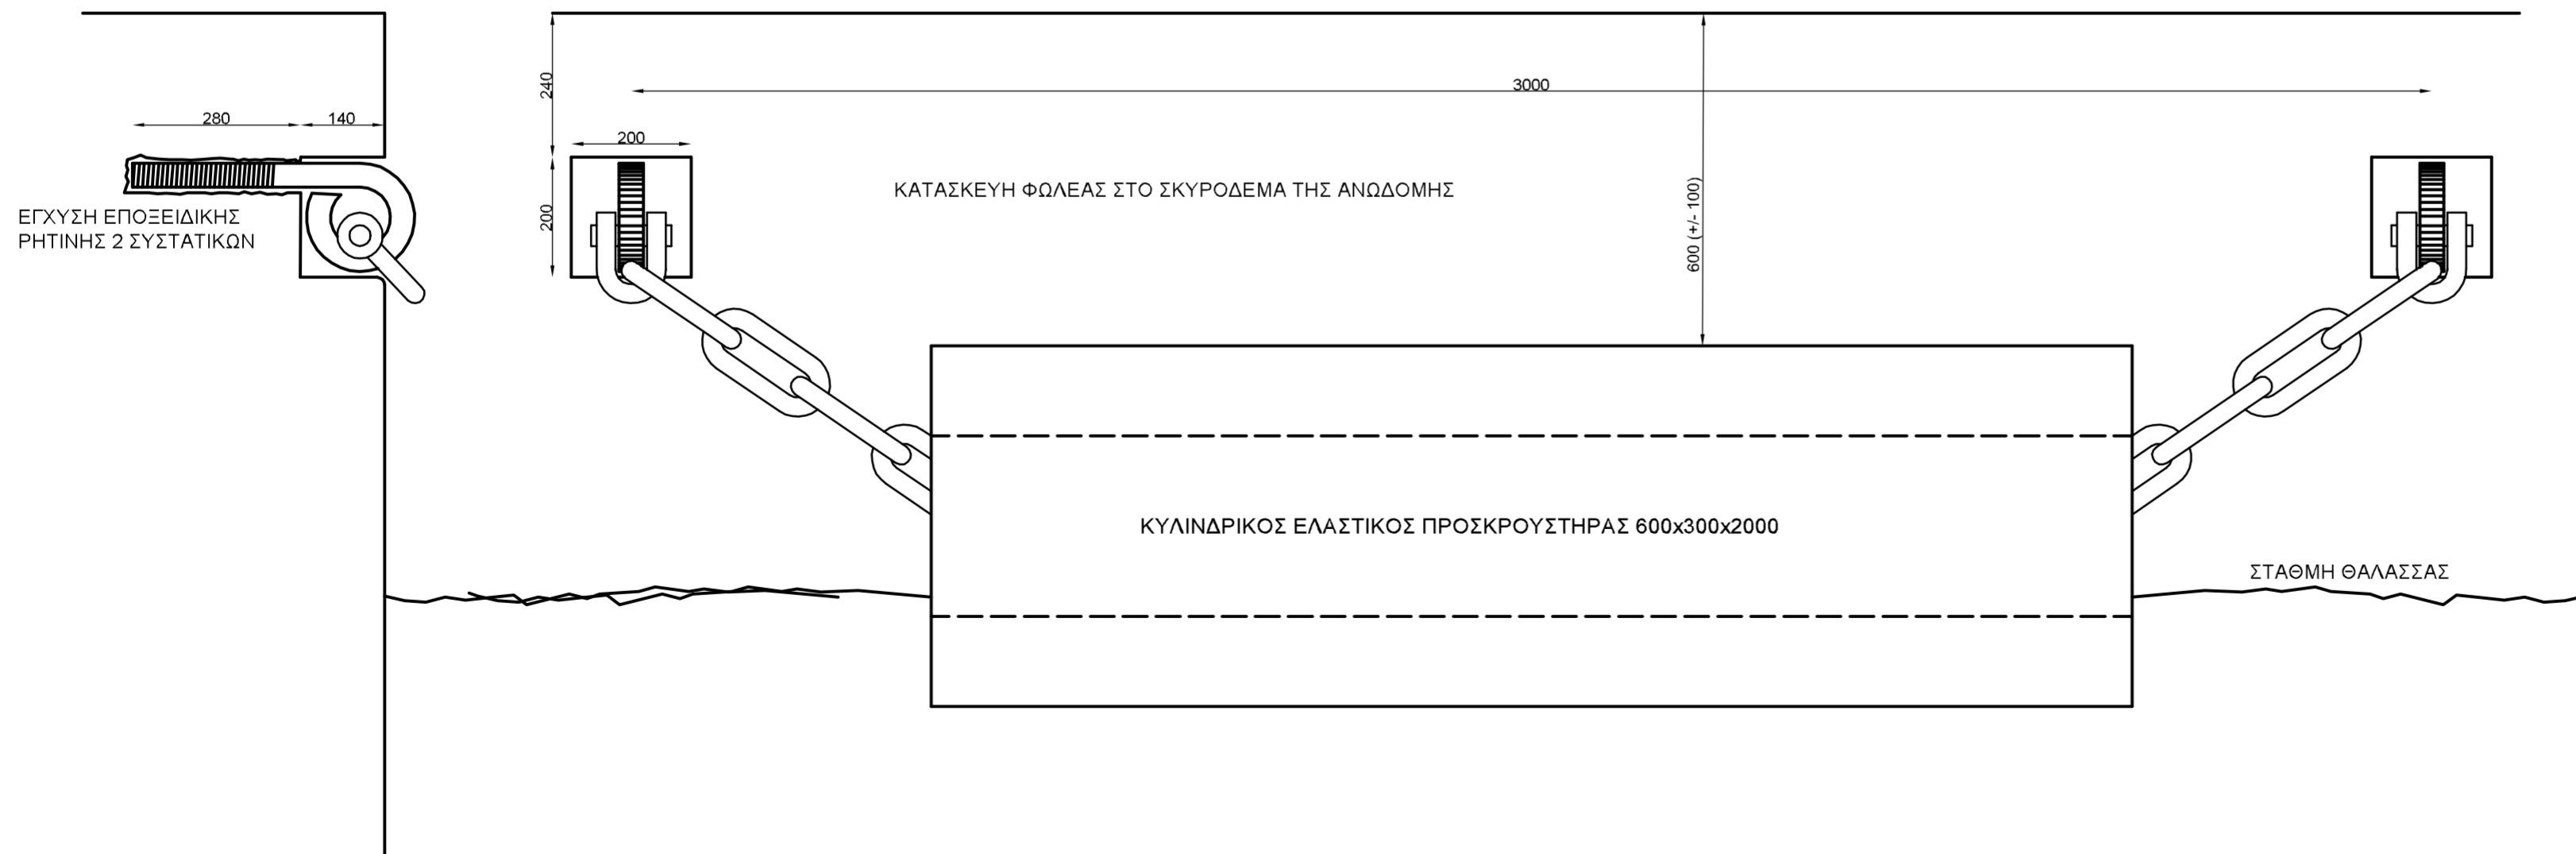 240
3000
280
140
200
200
ΚΑΤΑΣΚΕΥΗ ΦΩΛΕΑΣ ΣΤΟ ΣΚΥΡΟΔΕΜΑ ΤΗΣ ΑΝΩΔΟΜΗΣ
600 (+/- 100)
ΕΓΧΥΣΗ ΕΠΟΞΕΙΔΙΚΗΣ
ΡΗΤΙΝΗΣ 2 ΣΥΣΤΑΤΙΚΩΝ
ΚΥΛΙΝΔΡΙΚΟΣ ΕΛΑΣΤΙΚΟΣ ΠΡΟΣΚΡΟΥΣΤΗΡΑΣ 600x300x2000
ΣΤΑΘΜΗ ΘΑΛΑΣΣΑΣ